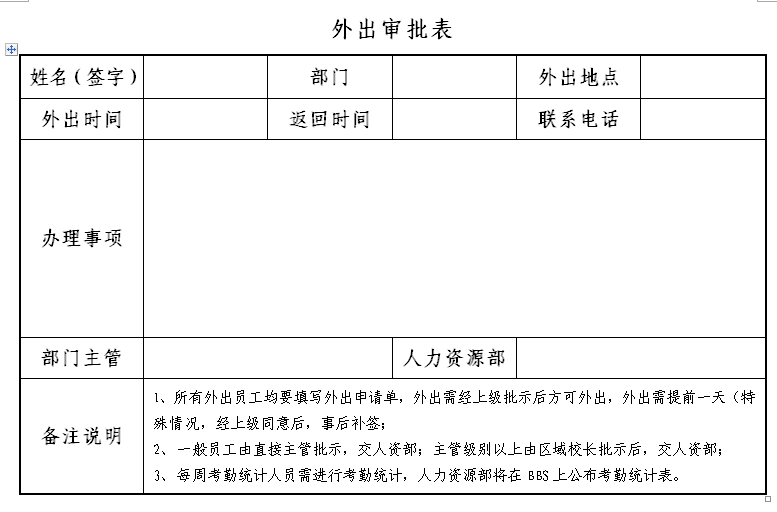 外出审批表
姓名（签字） 部门 外出地点
外出时间 返回时间 联系电话
办理事项
部门主管 人力资源部
备注说明
1、所有外出员工均要填写外出申请单，外出需经上级批示后方可外出，外出需提前一天（特
殊情况，经上级同意后，事后补签；
2、 一般员工由直接主管批示，交人资部；主管级别以上由区域校长批示后，交人资部；
3、 每周考勤统计人员需进行考勤统计，人力资源部将在 BBS 上公布考勤统计表。